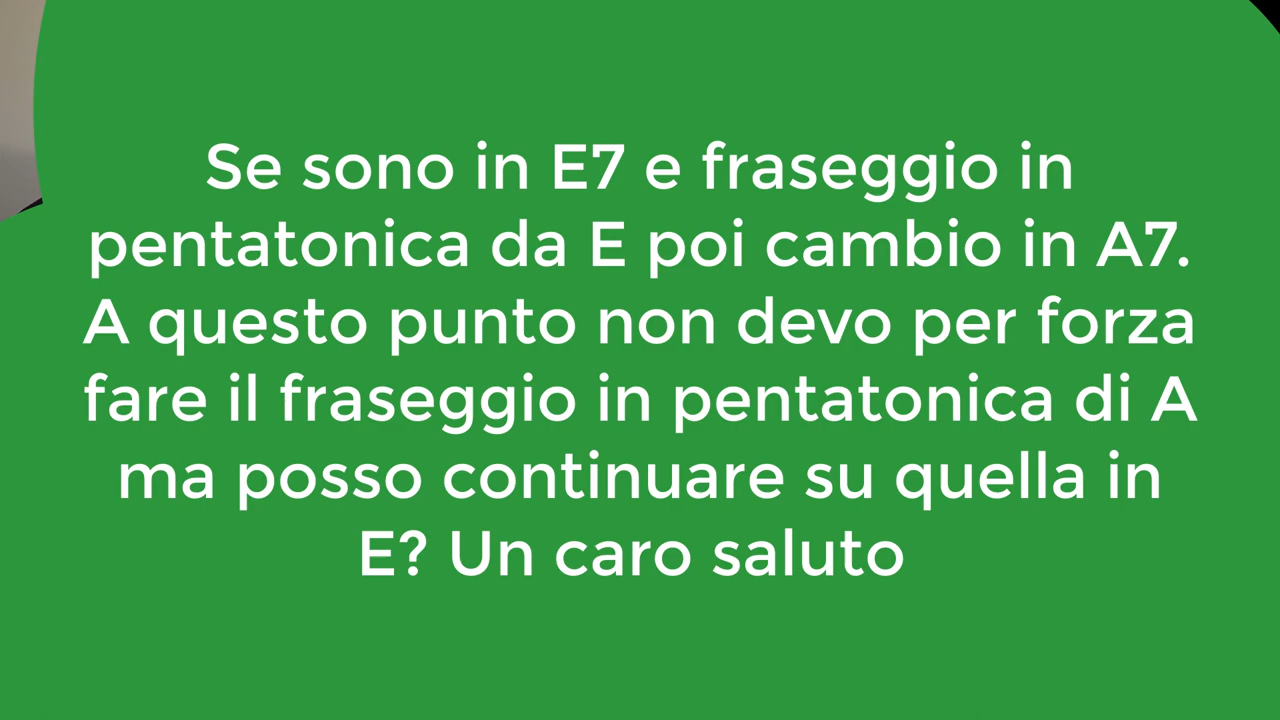 Se sono in E7 e fraseggio in
pentatonica da E poi cambio in A7.
A questo punto non devo per forza
fare il fraseggio in pentatonica di A
ma posso continuare su quella in
E? Un caro saluto